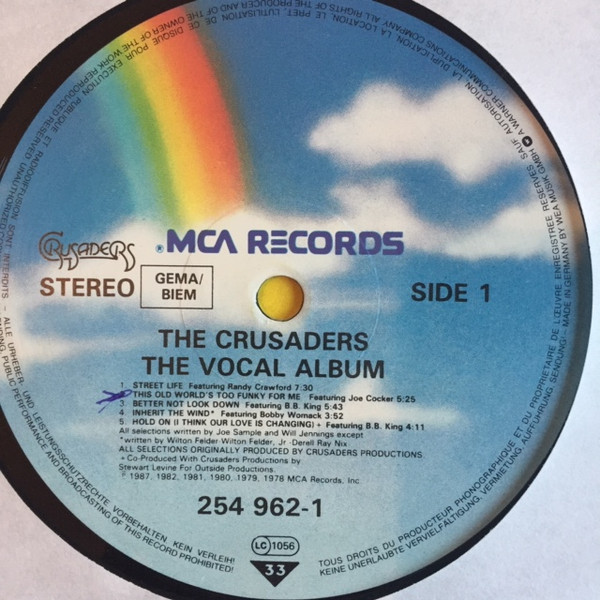 CRUSADERS
® MCA RECORDS
STEREO
GEMA/
BIEM
SIDE 1
THE CRUSADERS
THE VOCAL ALBUM
1. STREET LIFE Featuring Randy Crawford 7:30
THIS OLD WORLD'S TOO FUNKY FOR ME Featuring Joe Cocker 5:25
3. BETTER NOT LOOK DOWN Featuring B.B. King 5:43
4. INHERIT THE WIND* Featuring Bobby Womack 3:52
5. HOLD ON (I THINK OUR LOVE IS CHANGING) + Featuring B.B. King 4:11
All selections written by Joe Sample and Will Jennings except
*written by Wilton Felder Wilton Felder, Jr -Derell Ray Nix
ALL SELECTIONS ORIGINALLY PRODUCED BY CRUSADERS PRODUCTIONS
+ Co-Produced With Crusaders Productions by
Stewart Levine For Outside Productions.
℗ 1987, 1982, 1981, 1980, 1979, 1978 MCA Records, Inc.
254 962-1
LC 1056
33
A WARNER COMMUNICATIONS COMPANY. ALL RIGHTS OF THE PRODUCER AND OF THE OWNER OF THE WORK REPRODUCED RESERVED
MADE IN GERMANY BY WEA MUSIK GMBH
TOUS DROITS DU PRODUCTEUR PHONOGRAPHIQUE ET DU PROPRIETAIRE DE L'ŒUVRE ENREGISTREE RESERVES. SAUF AUTORISATION, LA DUPLICATION, LA LOCATION, LE PRET, L'UTILISATION DE CE DISQUE POUR EXECUTION PUBLIQUE ET RADIODIFFUSION SONT INTERDITS
ALLE URHEBER- UND LEISTUNGSSCHUTZRECHTE VORBEHALTEN. KEIN VERLEIH!
KEINE UNERLAUBTE VERVIELFÄLTIGUNG, VERMIETUNG, AUFFÜHRUNG, SENDUNG!
PUBLIC PERFORMANCE AND BROADCASTING OF THIS RECORD PROHIBITED!